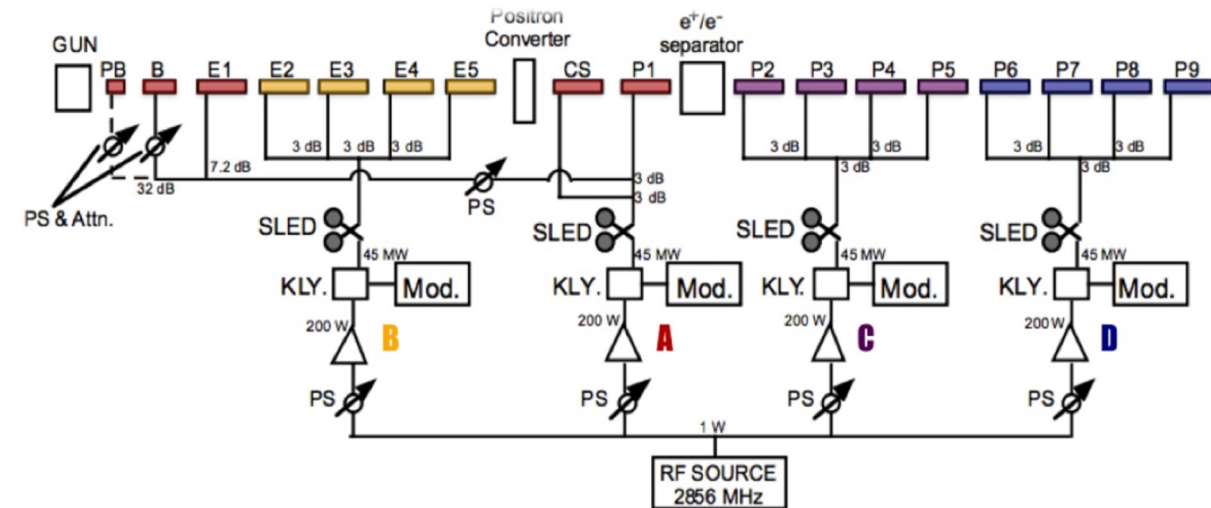 Positron
Converter
e⁺/e⁻
separator
GUN
PB B E1 E2 E3 E4 E5 CS P1 P2 P3 P4 P5 P6 P7 P8 P9
3 dB 3 dB 3 dB 3 dB 3 dB 3 dB 3 dB
7.2 dB
3 dB 3 dB 3 dB
32 dB
3 dB
PS & Attn.
PS
SLED SLED SLED SLED
45 MW 45 MW 45 MW 45 MW
KLY. Mod. KLY. Mod. KLY. Mod. KLY. Mod.
200 W 200 W 200 W 200 W
B A C D
PS PS PS PS
1 W
RF SOURCE
2856 MHz